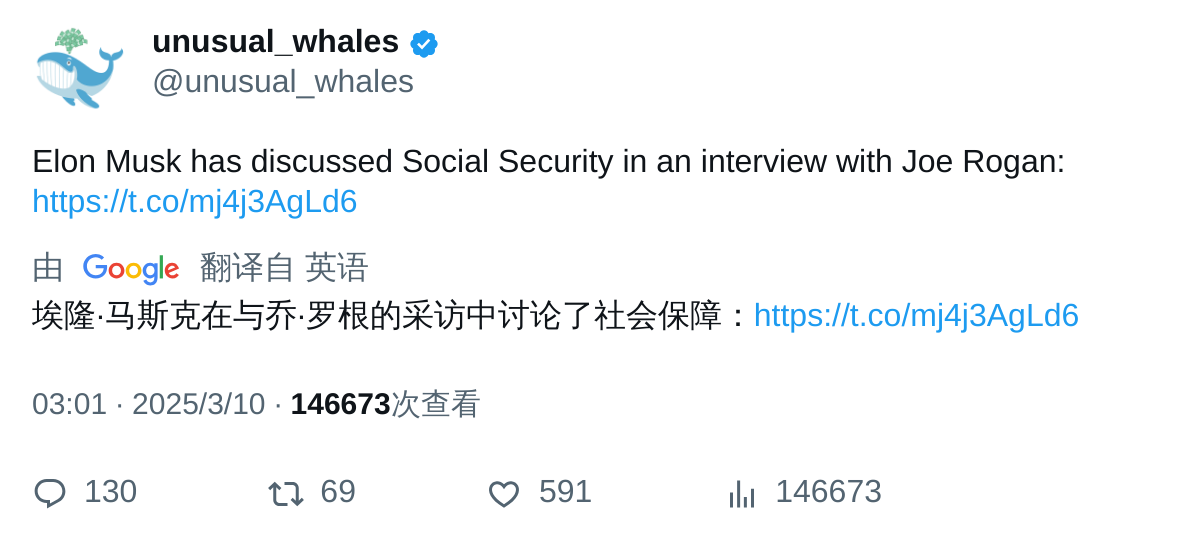 unusual_whales
@unusual_whales
Elon Musk has discussed Social Security in an interview with Joe Rogan:
https://t.co/mj4j3AgLd6
由 Google 翻译自 英语
埃隆·马斯克在与乔·罗根的采访中讨论了社会保障：https://t.co/mj4j3AgLd6
03:01 · 2025/3/10 · 146673次查看
130 69 591 146673